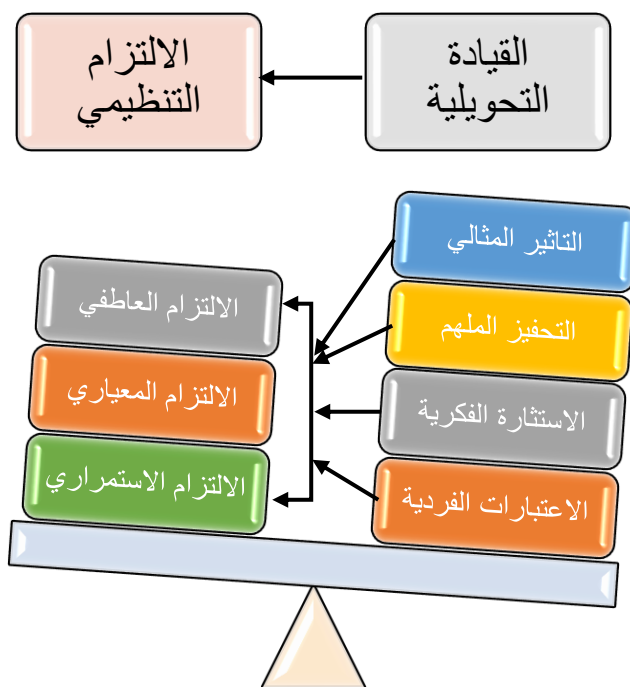 القيادة
التحويلية
الالتزام
التنظيمي
التاثير المثالي
التحفيز الملهم
الاستثارة الفكرية
الاعتبارات الفردية
الالتزام العاطفي
الالتزام المعياري
الالتزام الاستمراري